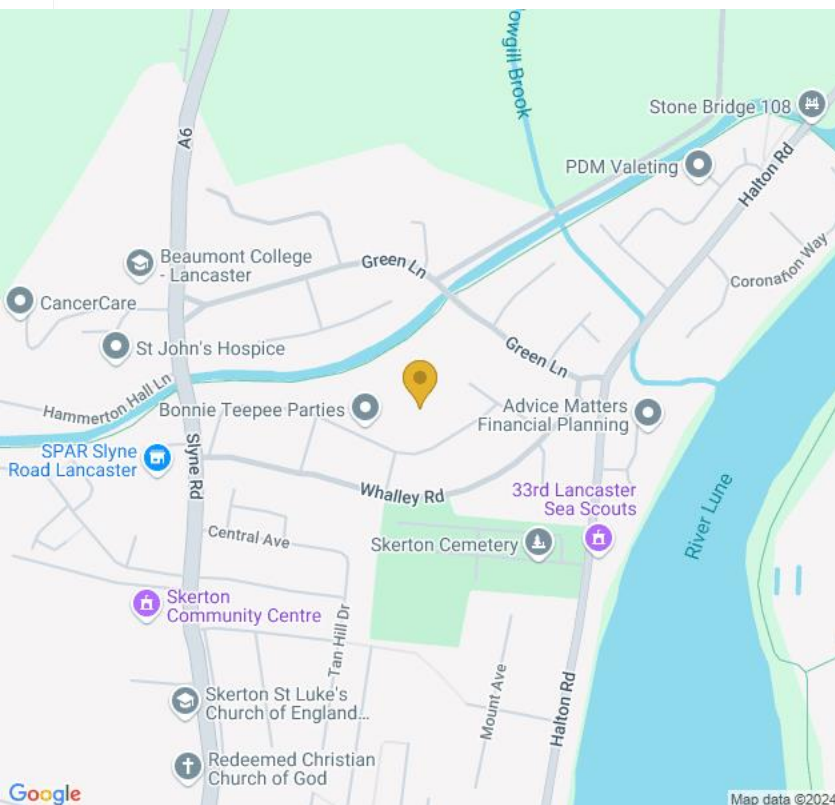 owgill Brook
Stone Bridge 108
A6
PDM Valeting
Halton Rd
Beaumont College
- Lancaster
Green Ln
Coronation Way
CancerCare
St John's Hospice
Green Ln
Hammerton Hall Ln
Bonnie Teepee Parties
Advice Matters
Financial Planning
SPAR Slyne
Road Lancaster
Slyne Rd
Whalley Rd
33rd Lancaster
Sea Scouts
River Lune
Central Ave
Skerton Cemetery
Skerton
Community Centre
Tan Hill Dr
Mount Ave
Halton Rd
Skerton St Luke's
Church of England...
Redeemed Christian
Church of God
Google
Map data ©2024